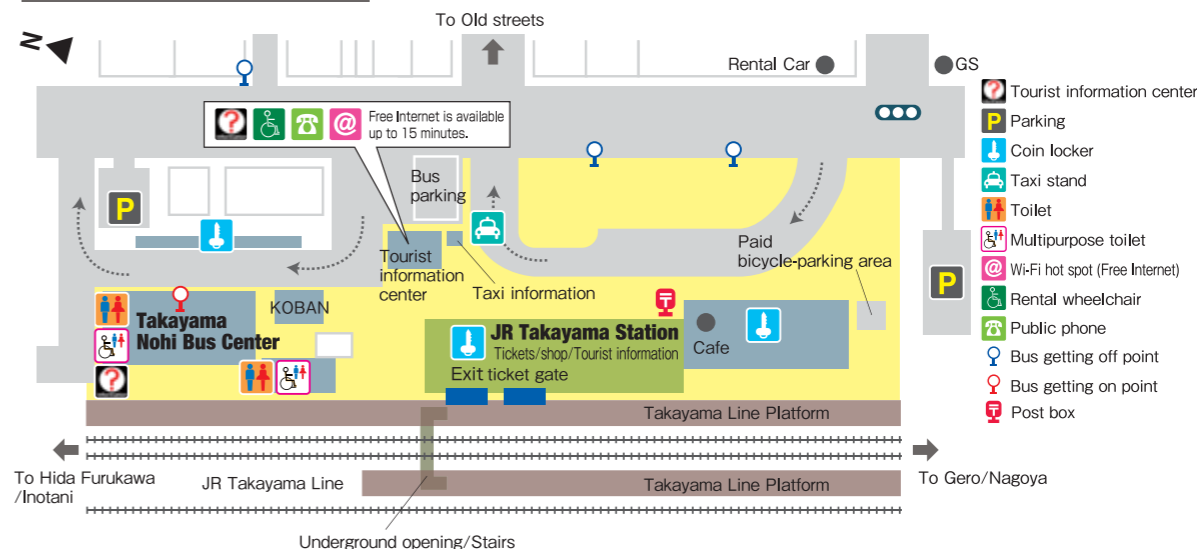 To Old streets
N
Rental Car
GS
?
Free Internet is available
@
up to 15 minutes.
Bus
parking
P
Tourist
information
center
Taxi information
Paid
bicycle-parking area
P
KOBAN
Takayama
Nohi Bus Center
?
JR Takayama Station
Tickets/shop/Tourist information
Exit ticket gate
Cafe
Takayama Line Platform
To Hida Furukawa
/Inotani
JR Takayama Line
Takayama Line Platform
To Gero/Nagoya
Underground opening/Stairs
? Tourist information center
P Parking
Coin locker
Taxi stand
Toilet
Multipurpose toilet
@ Wi-Fi hot spot (Free Internet)
Rental wheelchair
Public phone
Bus getting off point
Bus getting on point
Post box